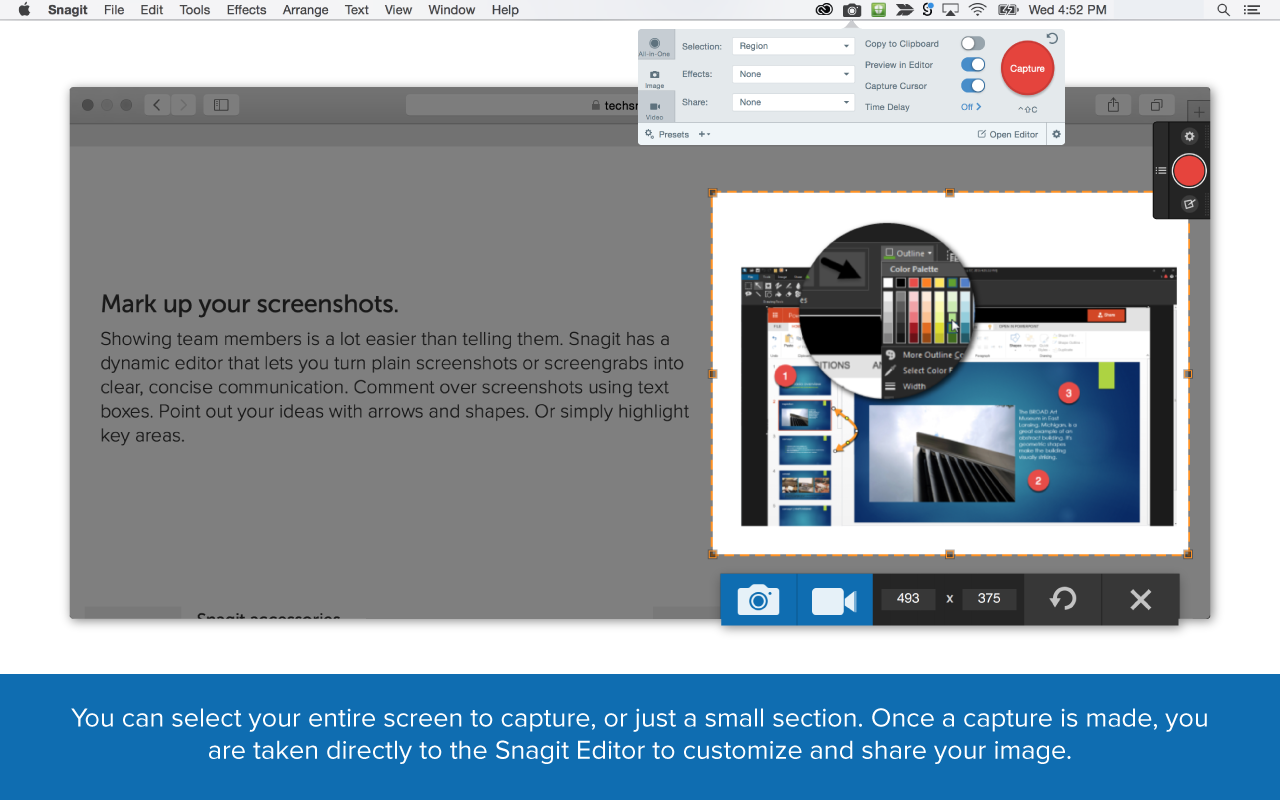 Snagit File Edit Tools Effects Arrange Text View Window Help
Wed 4:52 PM
All-in-One
Image
Video
Selection: Region
Effects: None
Share: None
Copy to Clipboard
Preview in Editor
Capture Cursor
Time Delay Off
Capture
^⇧C
Presets
Open Editor
techsm
Mark up your screenshots.
Showing team members is a lot easier than telling them. Snagit has a
dynamic editor that lets you turn plain screenshots or screengrabs into
clear, concise communication. Comment over screenshots using text
boxes. Point out your ideas with arrows and shapes. Or simply highlight
key areas.
Outline
Color Palette
More Outline
Select Color
Width
FILE
Share
OPEN IN POWERPOINT
1
3
The BROAD Art
Museum in East
Lansing, Michigan, is a
great example of an
abstract building. It's
geometric shapes
make the building
visually striking.
2
Snagit accessories
493 x 375
You can select your entire screen to capture, or just a small section. Once a capture is made, you
are taken directly to the Snagit Editor to customize and share your image.